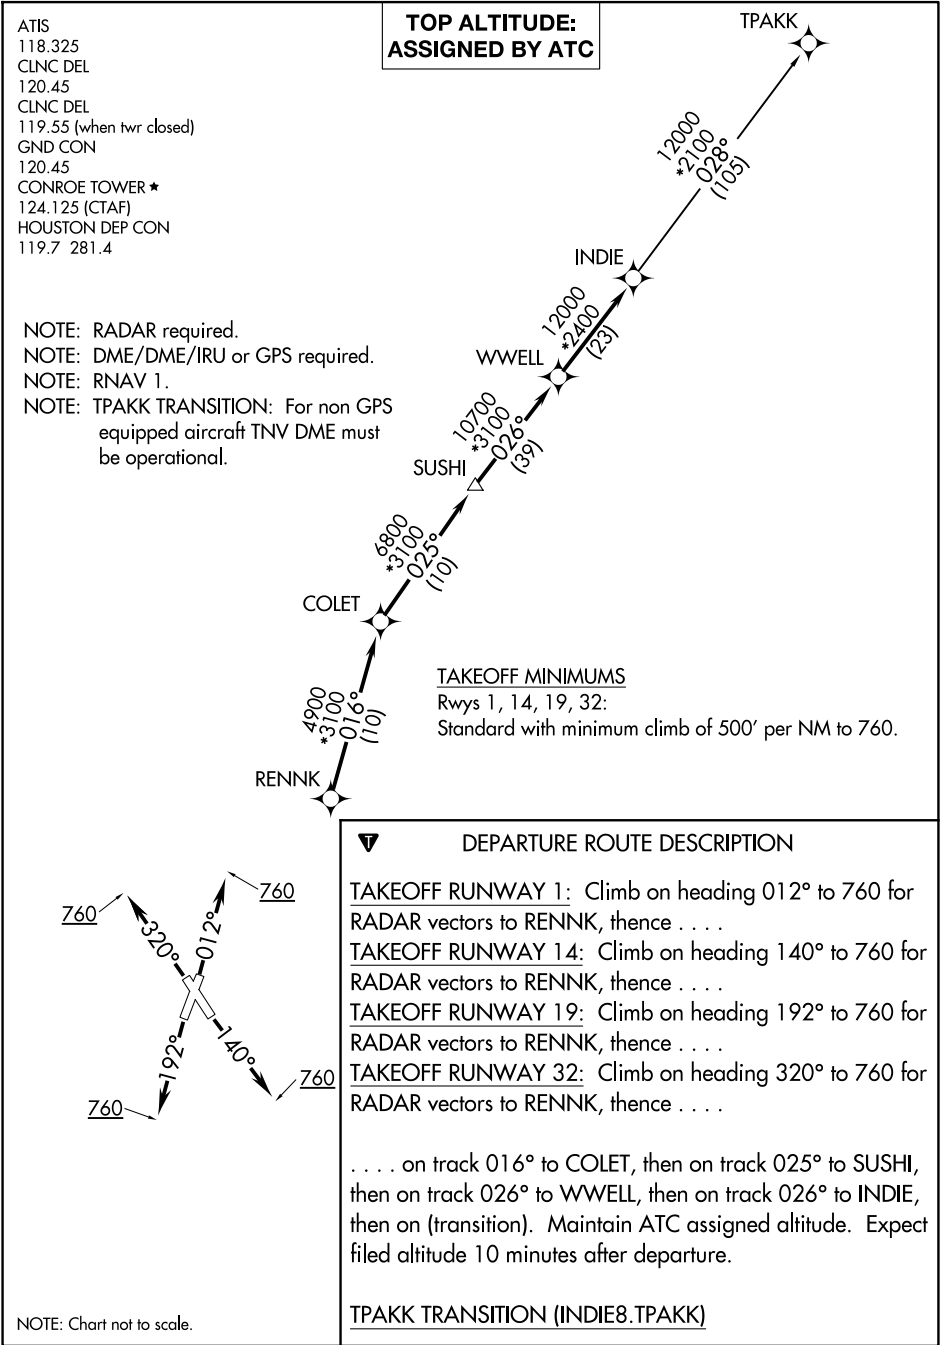 ATIS
118.325
CLNC DEL
120.45
CLNC DEL
119.55 (when twr closed)
GND CON
120.45
CONROE TOWER ★
124.125 (CTAF)
HOUSTON DEP CON
119.7 281.4
TOP ALTITUDE:
ASSIGNED BY ATC
TPAKK
12000
*2100
028°
(105)
INDIE
12000
*2400
(23)
WWELL
10700
*3100
026°
(39)
SUSHI
6800
*3100
025°
(10)
COLET
4900
*3100
016°
(10)
RENNK
NOTE: RADAR required.
NOTE: DME/DME/IRU or GPS required.
NOTE: RNAV 1.
NOTE: TPAKK TRANSITION: For non GPS
equipped aircraft TNV DME must
be operational.
TAKEOFF MINIMUMS
Rwys 1, 14, 19, 32:
Standard with minimum climb of 500' per NM to 760.
760
760
320°
012°
192°
140°
760
760
NOTE: Chart not to scale.
T
DEPARTURE ROUTE DESCRIPTION
TAKEOFF RUNWAY 1: Climb on heading 012° to 760 for
RADAR vectors to RENNK, thence . . . .
TAKEOFF RUNWAY 14: Climb on heading 140° to 760 for
RADAR vectors to RENNK, thence . . . .
TAKEOFF RUNWAY 19: Climb on heading 192° to 760 for
RADAR vectors to RENNK, thence . . . .
TAKEOFF RUNWAY 32: Climb on heading 320° to 760 for
RADAR vectors to RENNK, thence . . . .
. . . . on track 016° to COLET, then on track 025° to SUSHI,
then on track 026° to WWELL, then on track 026° to INDIE,
then on (transition). Maintain ATC assigned altitude. Expect
filed altitude 10 minutes after departure.
TPAKK TRANSITION (INDIE8.TPAKK)